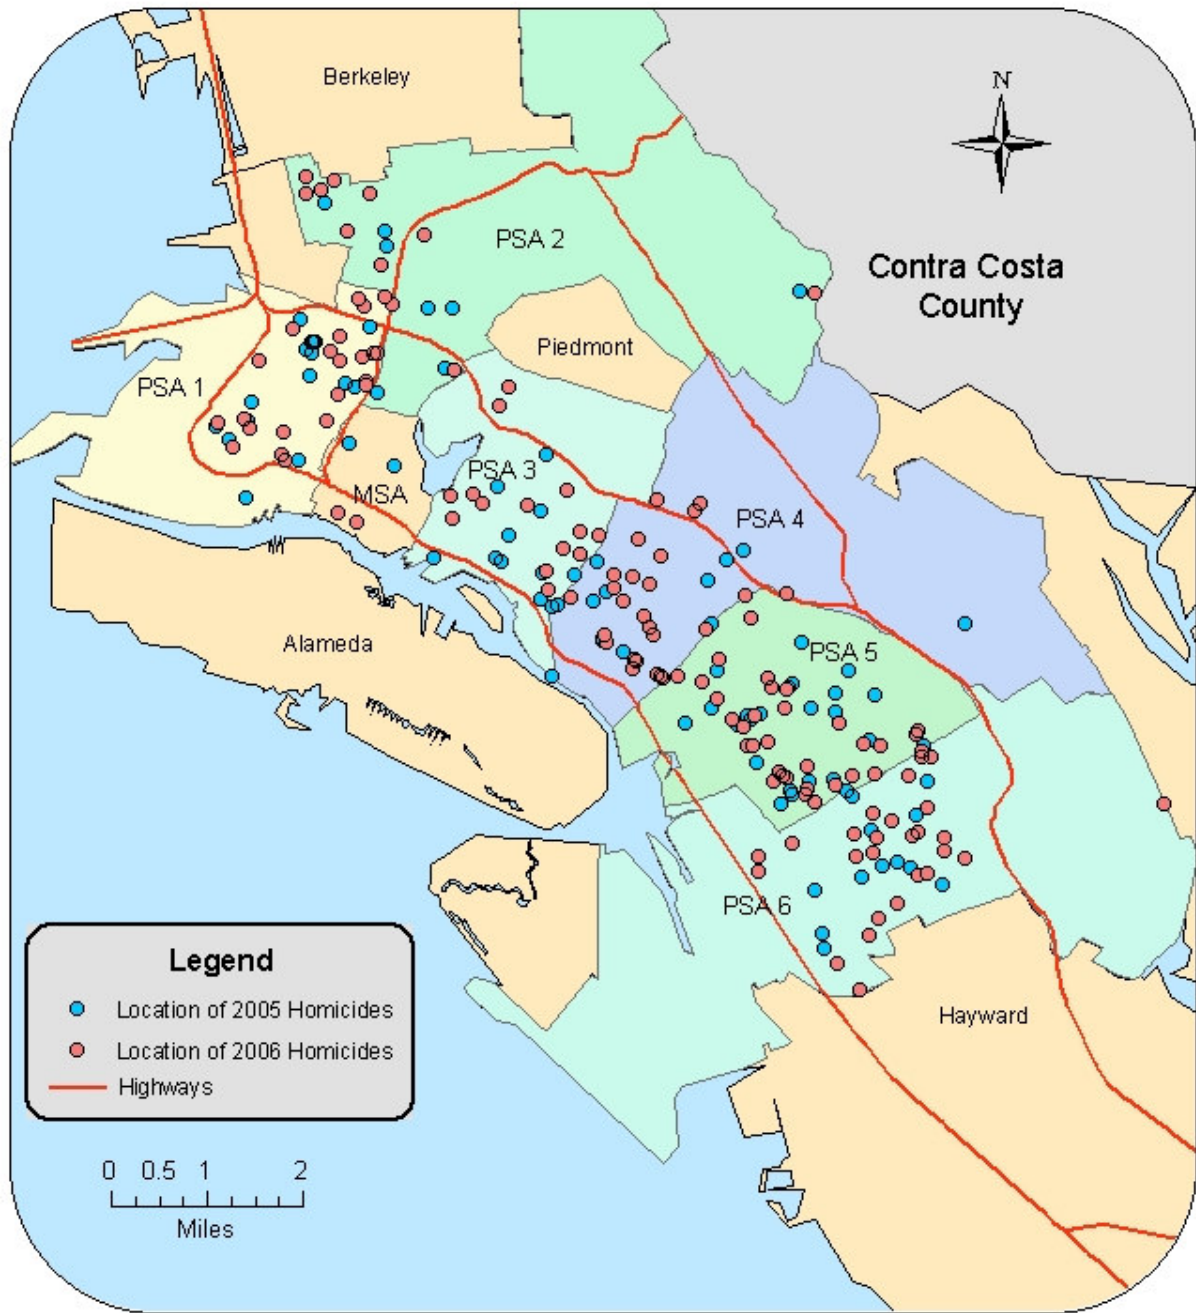 Berkeley
N
PSA 2
Contra Costa
County
Piedmont
PSA 1
PSA 3
MSA
PSA 4
Alameda
PSA 5
PSA 6
Legend
Location of 2005 Homicides
Location of 2006 Homicides
Highways
Hayward
0 0.5 1 2
Miles